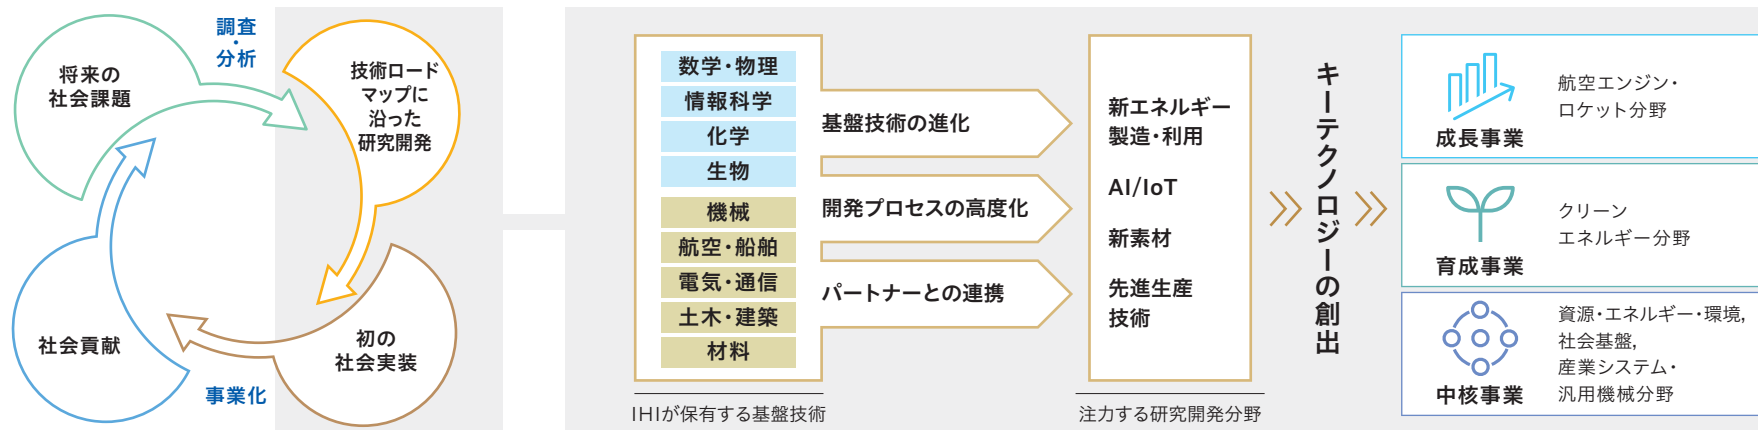 調査
・
分析
将来の
社会課題
技術ロード
マップに
沿った
研究開発
初の
社会実装
事業化
社会貢献
数学・物理
情報科学
化学
生物
機械
航空・船舶
電気・通信
土木・建築
材料
IHIが保有する基盤技術
基盤技術の進化
開発プロセスの高度化
パートナーとの連携
新エネルギー
製造・利用
AI/IoT
新素材
先進生産
技術
注力する研究開発分野
キーテクノロジーの創出
成長事業
航空エンジン・
ロケット分野
育成事業
クリーン
エネルギー分野
中核事業
資源・エネルギー・環境,
社会基盤,
産業システム・
汎用機械分野